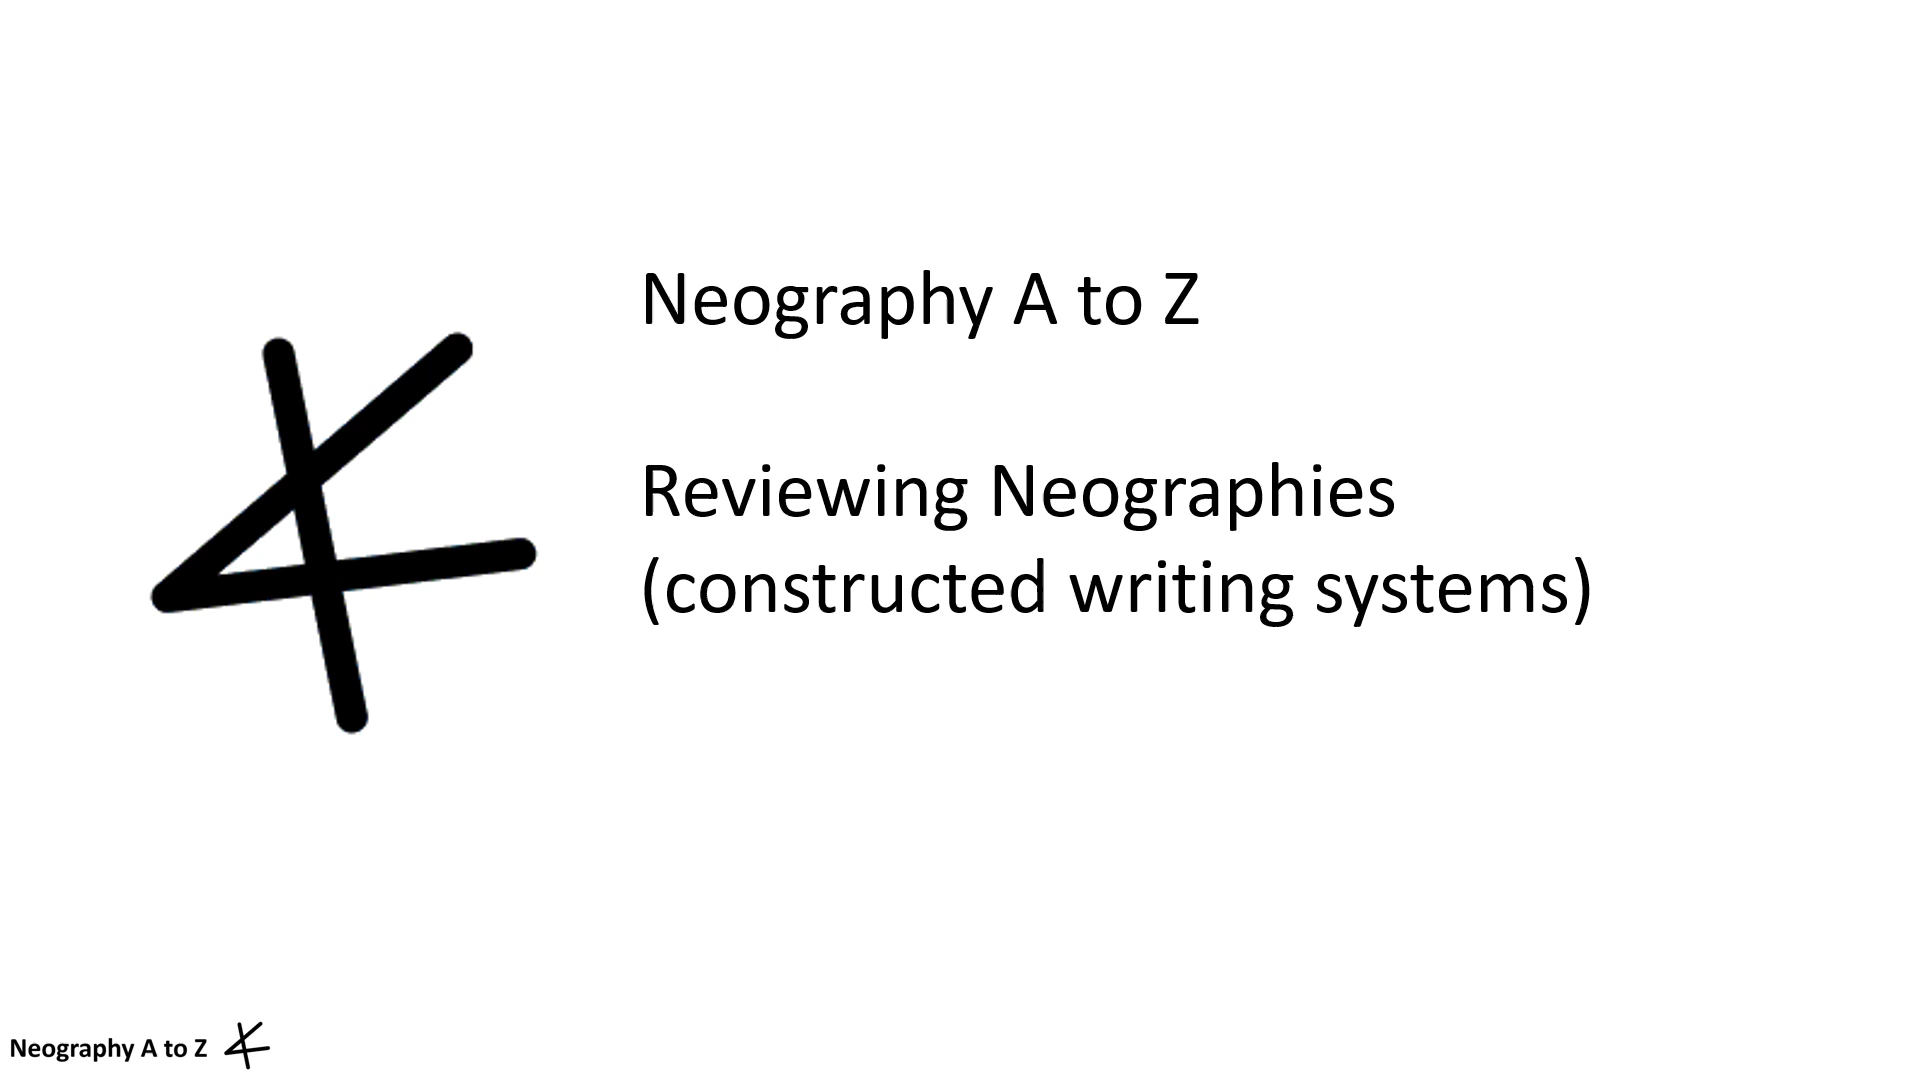 Neography A to Z
Reviewing Neographies
(constructed writing systems)
Neography A to Z